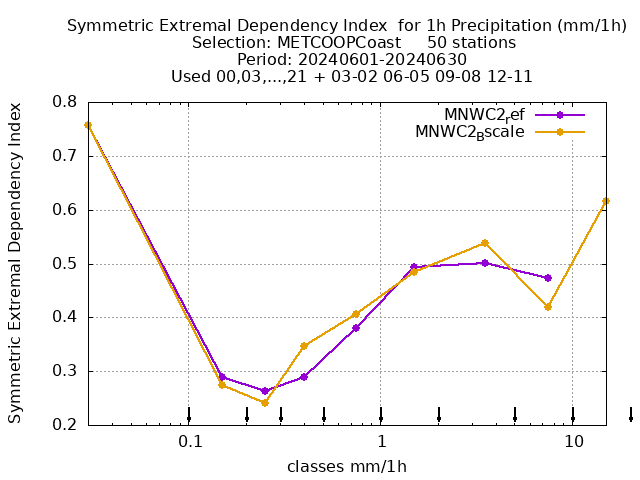 Symmetric Extremal Dependency Index for 1h Precipitation (mm/1h)
Selection: METCOOPCoast 50 stations
Period: 20240601-20240630
Used 00,03,...,21 + 03-02 06-05 09-08 12-11
MNWC2ref
MNWC2Bscale
Symmetric Extremal Dependency Index
0.8
0.7
0.6
0.5
0.4
0.3
0.2
0.1
1
10
classes mm/1h